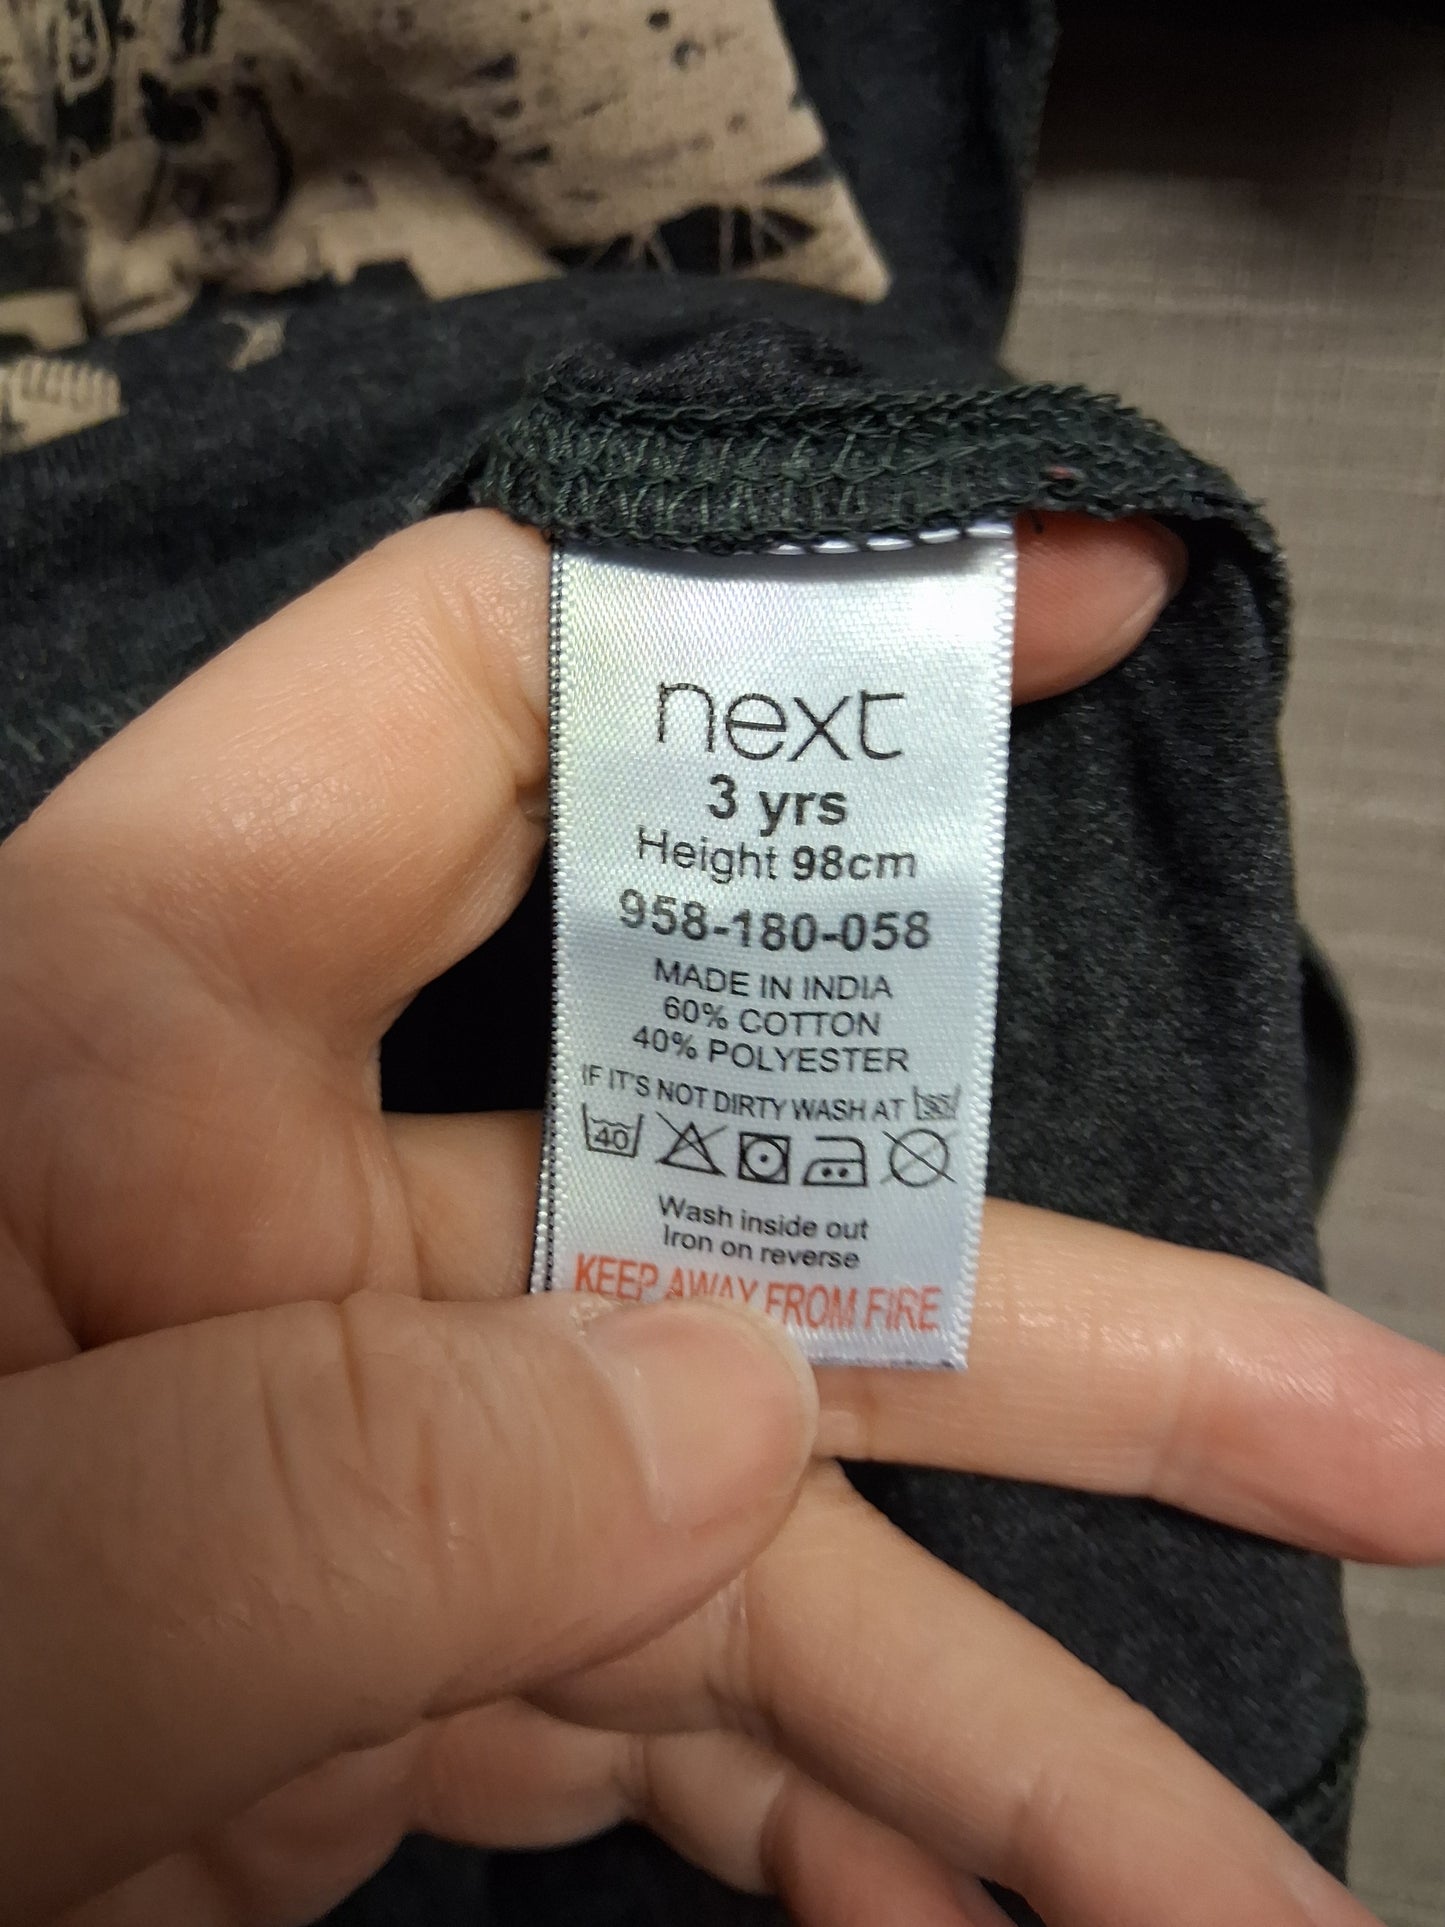 next
3 yrs
Height 98cm
958-180-058
MADE IN INDIA
60% COTTON
40% POLYESTER
IF IT'S NOT DIRTY WASH AT 30
40
Wash inside out
Iron on reverse
KEEP AWAY FROM FIRE